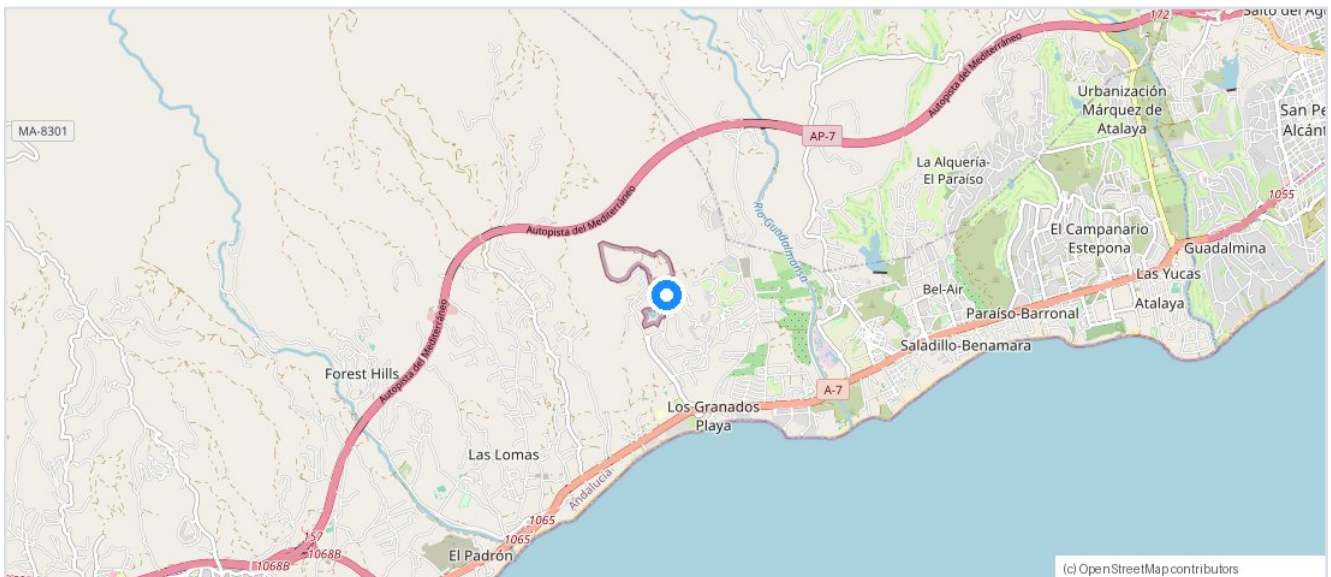 172
Salto del Ag
Autopista del Mediterráneo
Urbanización
Márquez de
Atalaya
San Pe
Alcánt
MA-8301
AP-7
La Alquería-
El Paraíso
1055
Autopista del Mediterráneo
Río Guadalmansa
El Campanario
Estepona
Guadalmina
Las Yucas
Bel-Air
Atalaya
Paraíso-Barronal
Saladillo-Benamara
Autopista del Mediterráneo
Forest Hills
A-7
Los Granados
Playa
Las Lomas
Andalucía
1065
157
1065
1068B
El Padrón
1068B
(c) OpenStreetMap contributors